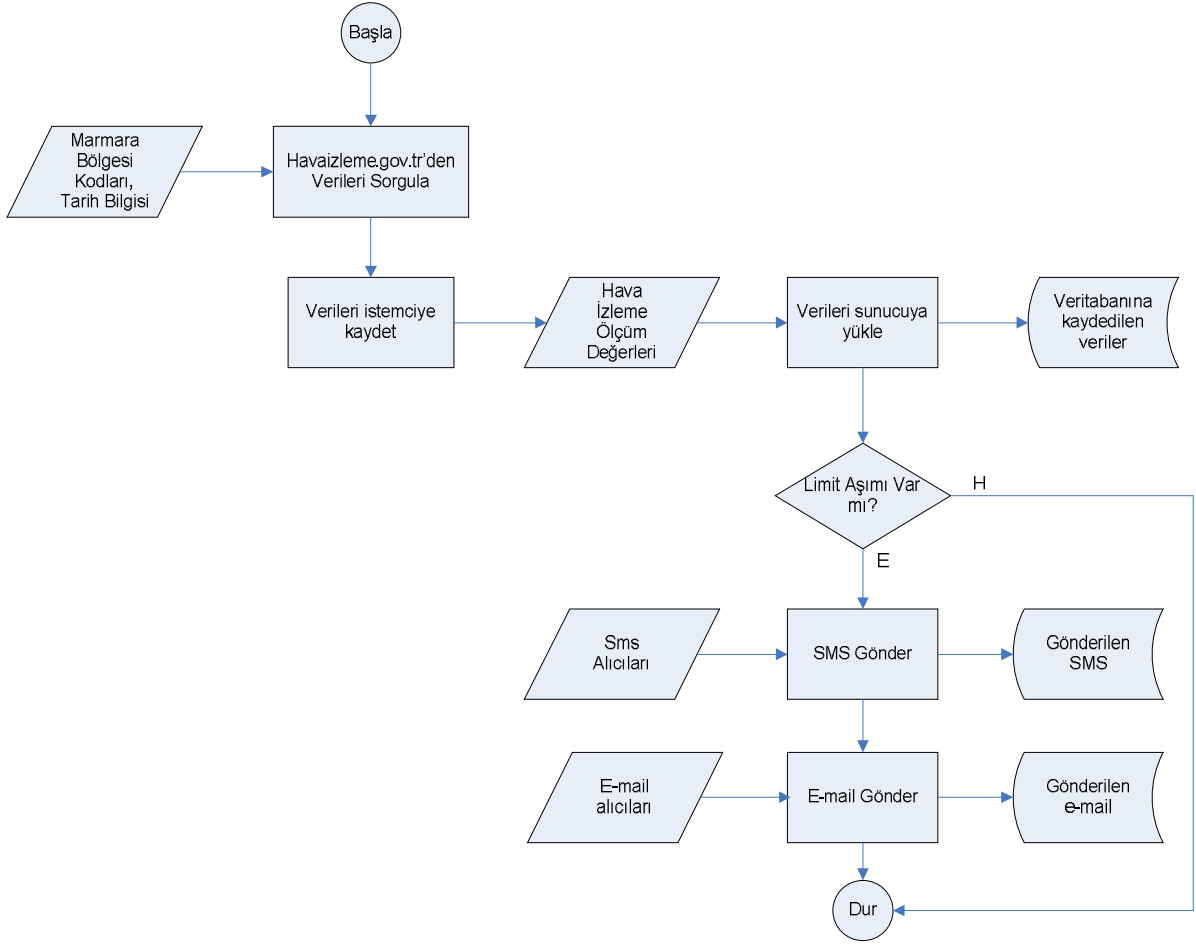 Başla
Marmara
Bölgesi
Kodları,
Tarih Bilgisi
Havaizleme.gov.tr'den
Verileri Sorgula
Verileri istemciye
kaydet
Hava
İzleme
Ölçüm
Değerleri
Verileri sunucuya
yükle
Veritabanına
kaydedilen
veriler
Limit Aşımı Var
mı?
H
E
Sms
Alıcıları
SMS Gönder
Gönderilen
SMS
E-mail
alıcıları
E-mail Gönder
Gönderilen
e-mail
Dur